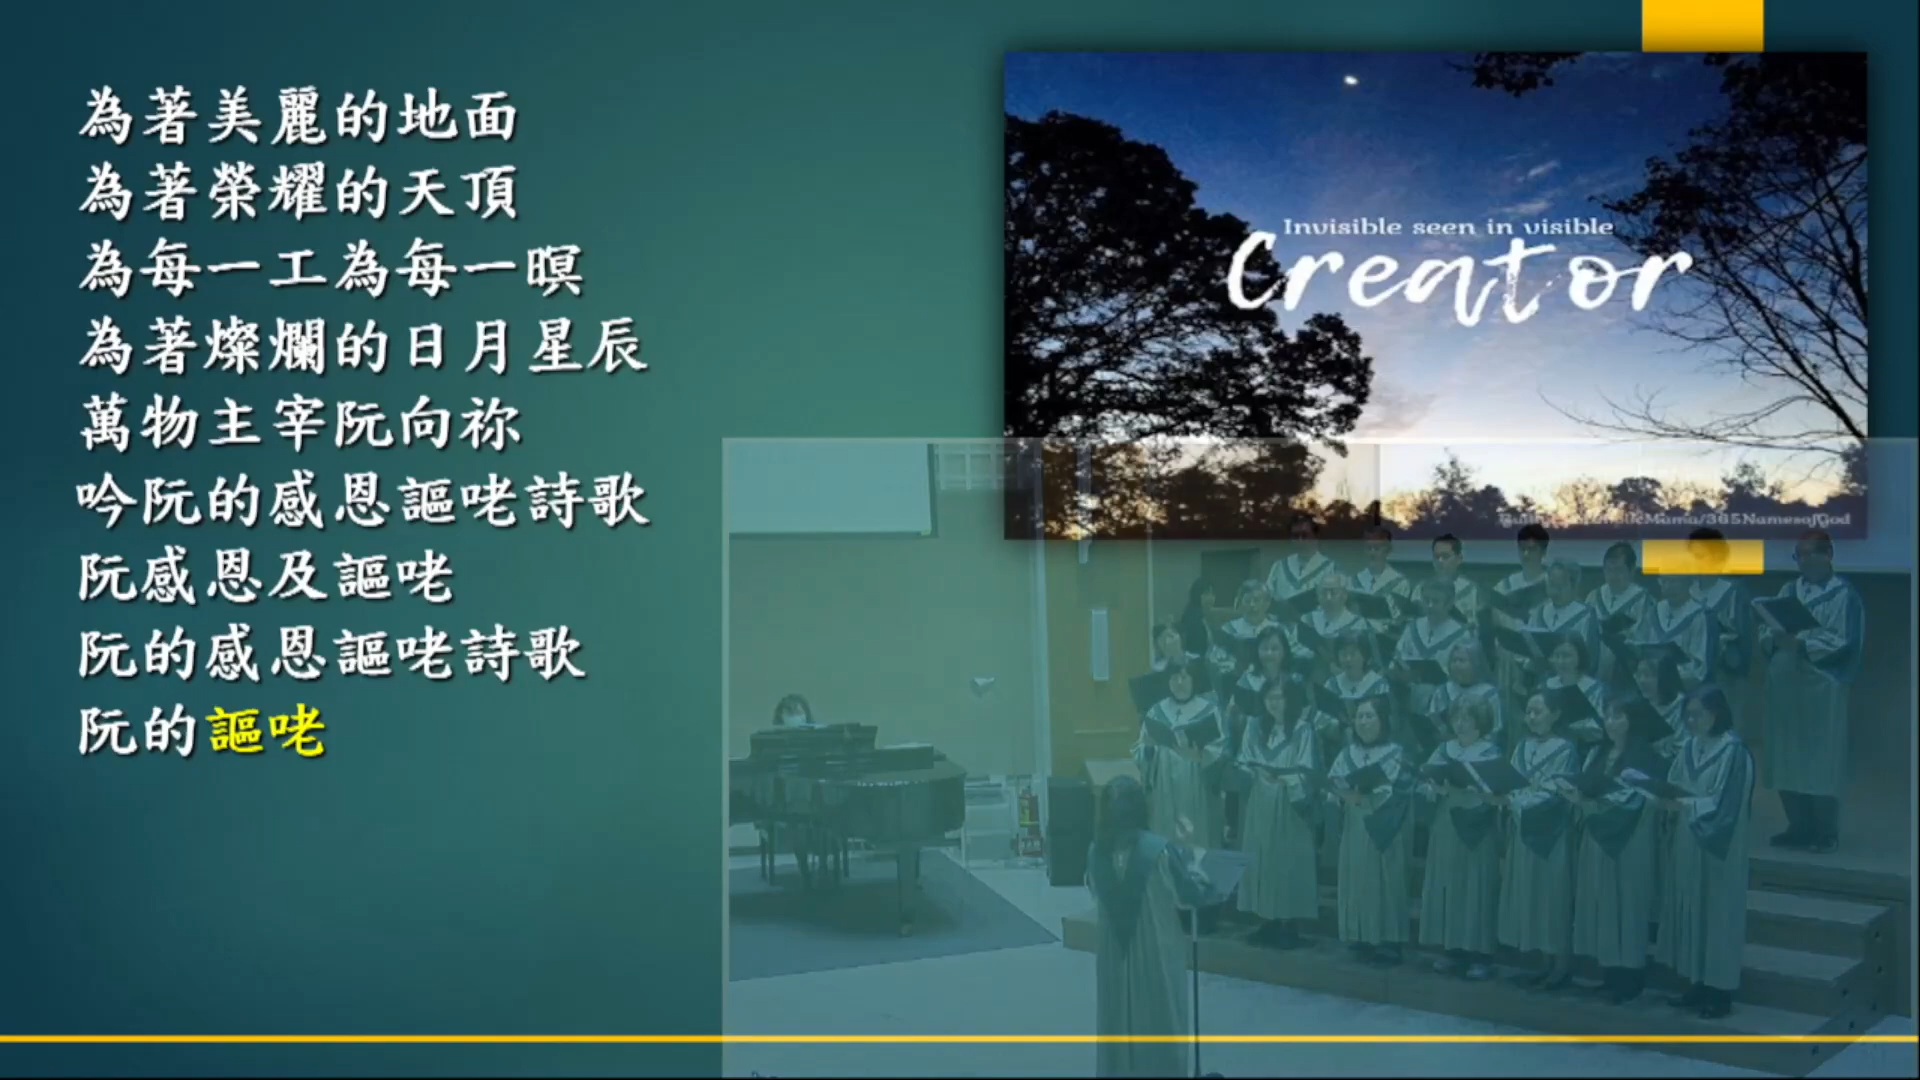 為著美麗的地面
為著榮耀的天頂
為每一工為每一暝
為著燦爛的日月星辰
萬物主宰阮向祢
吟阮的感恩謳咾詩歌
阮感恩及謳咾
阮的感恩謳咾詩歌
阮的謳咾
Invisible seen in visible
Creator
Mama/365NamesofGod